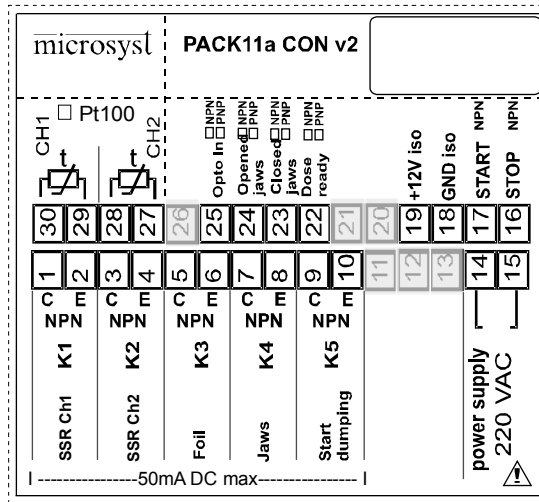 microsyst PACK11a CON v2
CH1
☐ Pt100
CH2
t
t
Opto In ☐NPN ☐PNP
Opened jaws ☐NPN ☐PNP
Closed jaws ☐NPN ☐PNP
Dose ready ☐NPN ☐PNP
+12V iso
GND iso
START NPN
STOP NPN
30 29 28 27 26 25 24 23 22 21 20 19 18 17 16
1 2 3 4 5 6 7 8 9 10 11 12 13 14 15
C E C E C E C E C E
NPN NPN NPN NPN NPN
K1 K2 K3 K4 K5
SSR Ch1
SSR Ch2
Foil
Jaws
Start dumping
power supply
220 VAC
I -----------------50mA DC max----------------- I